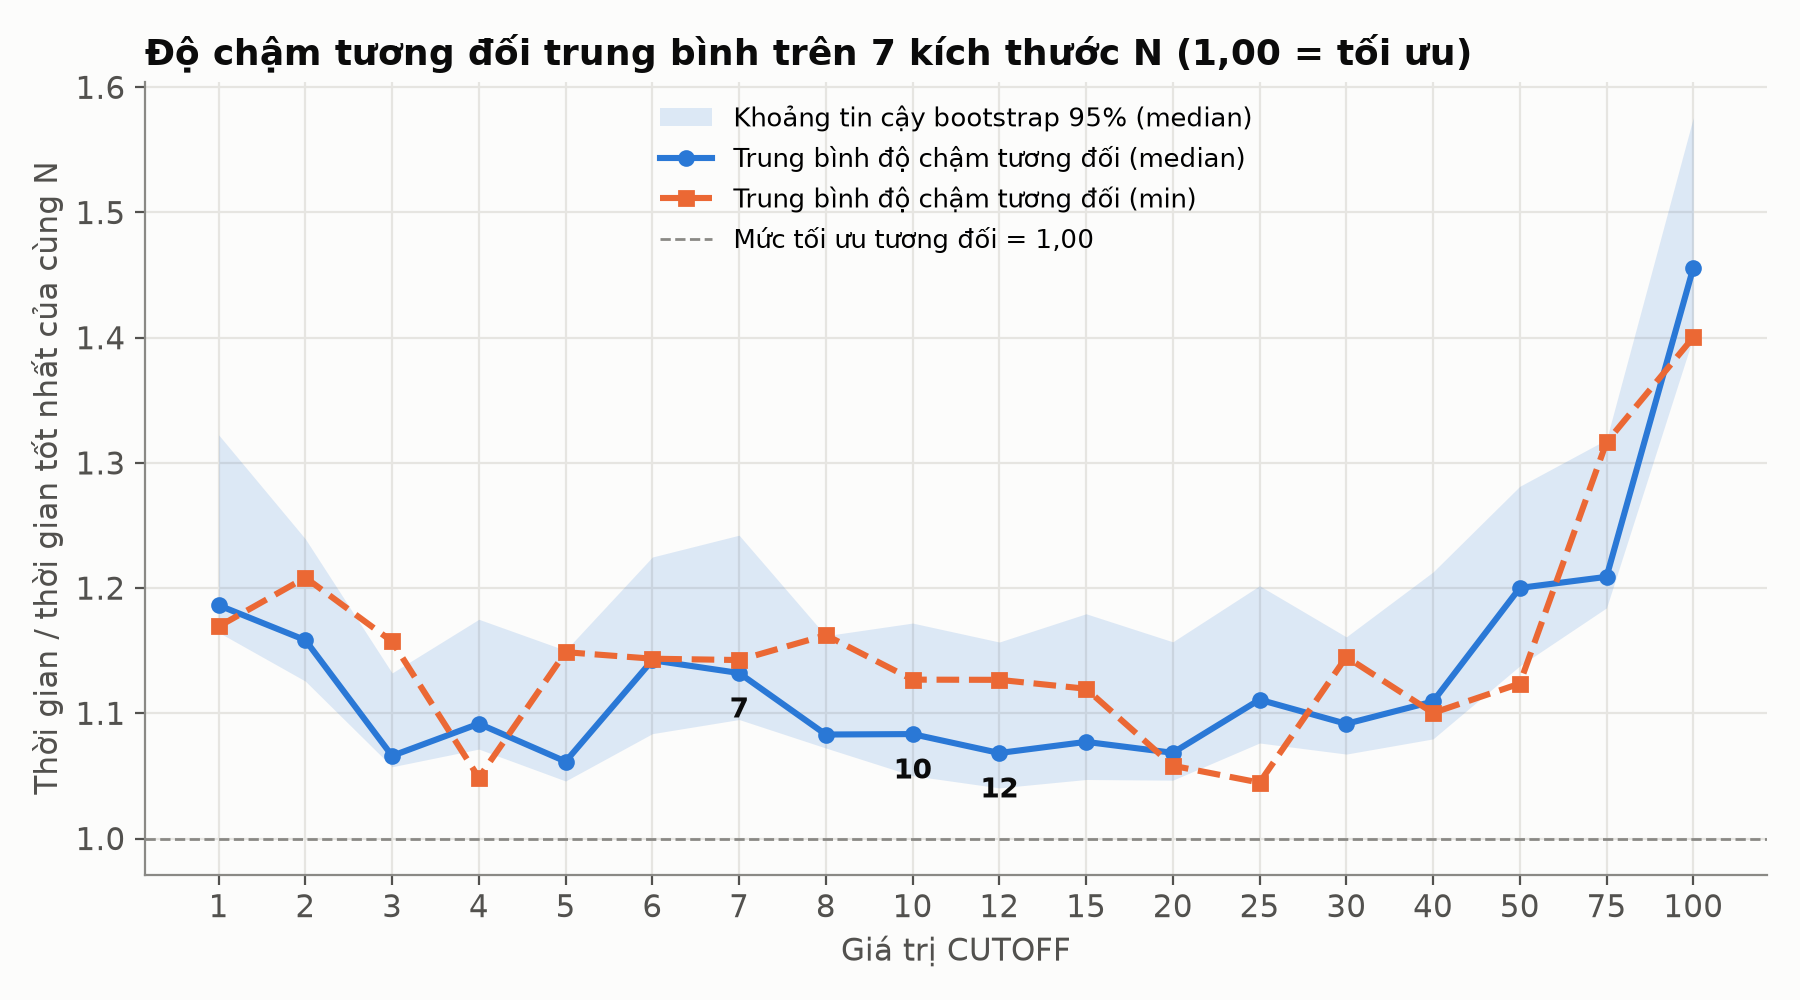 Độ chậm tương đối trung bình trên 7 kích thước N (1,00 = tối ưu)
Khoảng tin cậy bootstrap 95% (median)
Trung bình độ chậm tương đối (median)
Trung bình độ chậm tương đối (min)
Mức tối ưu tương đối = 1,00
Thời gian / thời gian tốt nhất của cùng N
1.6
1.5
1.4
1.3
1.2
1.1
1.0
7
10
12
1 2 3 4 5 6 7 8 10 12 15 20 25 30 40 50 75 100
Giá trị CUTOFF